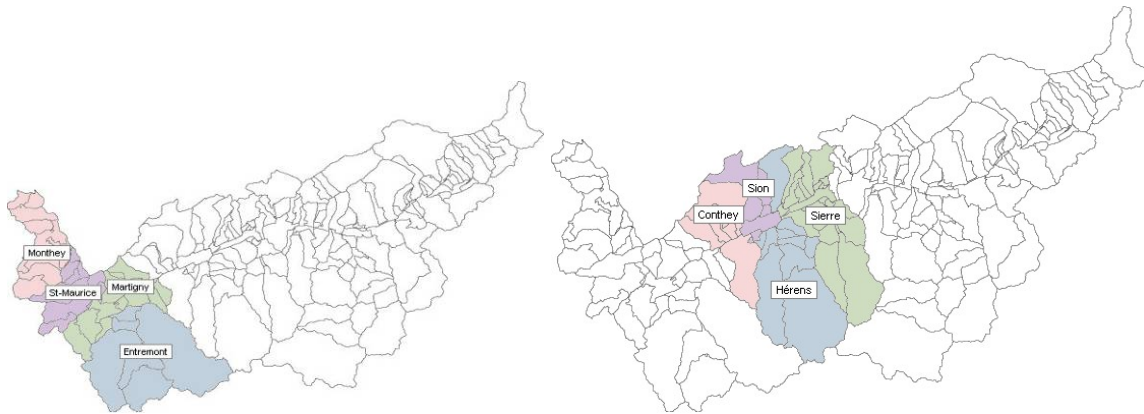 Monthey
St-Maurice
Martigny
Entremont
Sion
Conthey
Sierre
Hérens